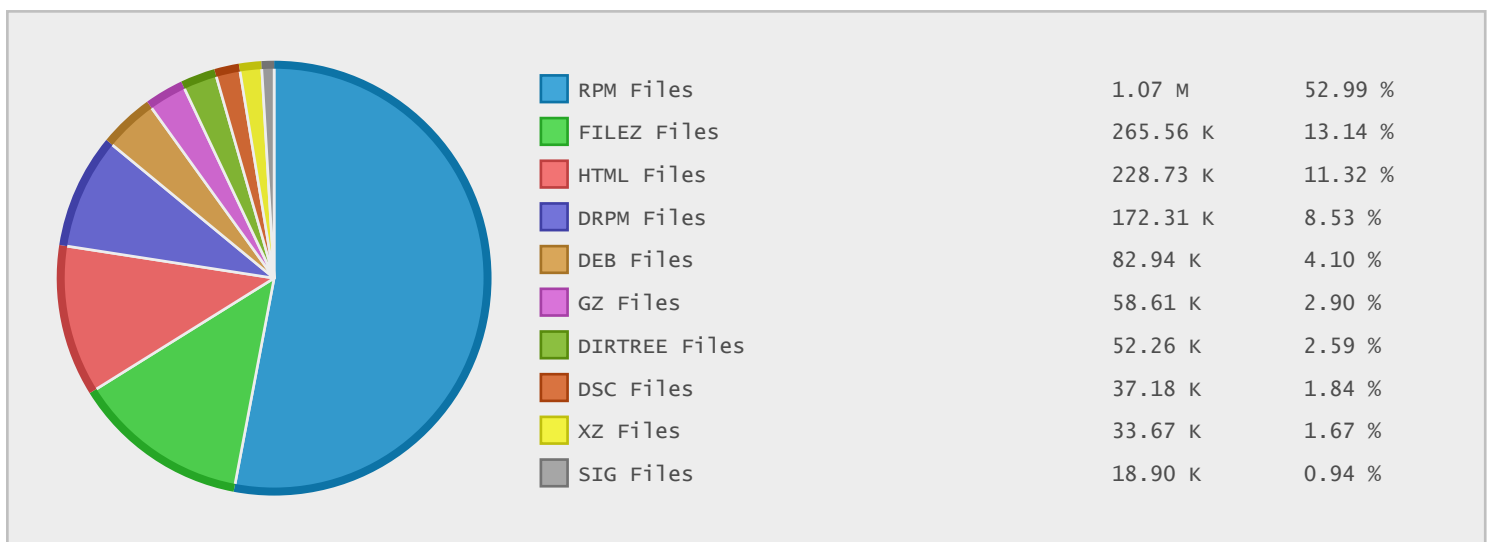 RPM Files 1.07 M 52.99 %
FILEZ Files 265.56 K 13.14 %
HTML Files 228.73 K 11.32 %
DRPM Files 172.31 K 8.53 %
DEB Files 82.94 K 4.10 %
GZ Files 58.61 K 2.90 %
DIRTREE Files 52.26 K 2.59 %
DSC Files 37.18 K 1.84 %
XZ Files 33.67 K 1.67 %
SIG Files 18.90 K 0.94 %